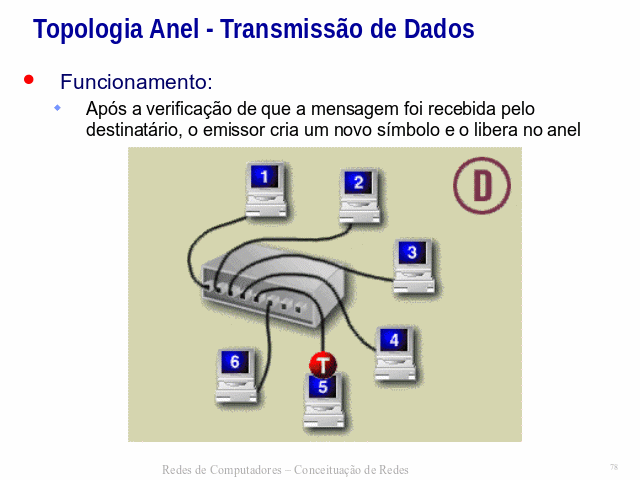 Topologia Anel - Transmissão de Dados
Funcionamento:
Após a verificação de que a mensagem foi recebida pelo
destinatário, o emissor cria um novo símbolo e o libera no anel
D
1
2
3
4
T
5
6
Redes de Computadores – Conceituação de Redes
78